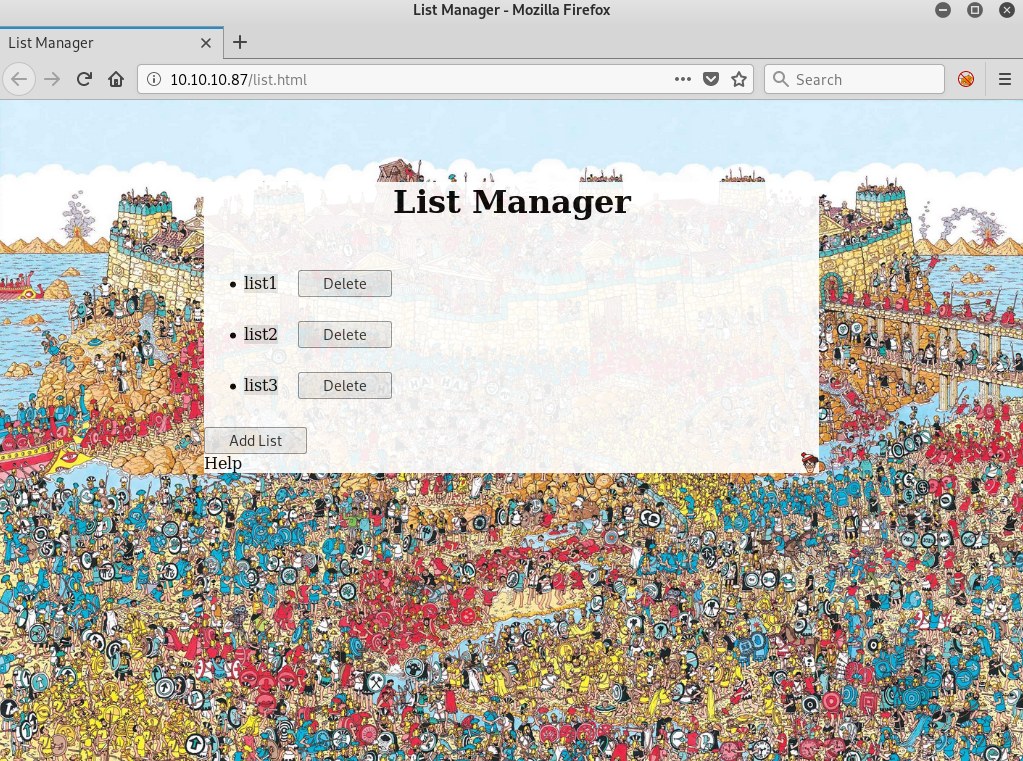 List Manager - Mozilla Firefox
List Manager
10.10.10.87/list.html
Search
List Manager
list1 Delete
list2 Delete
list3 Delete
Add List
Help